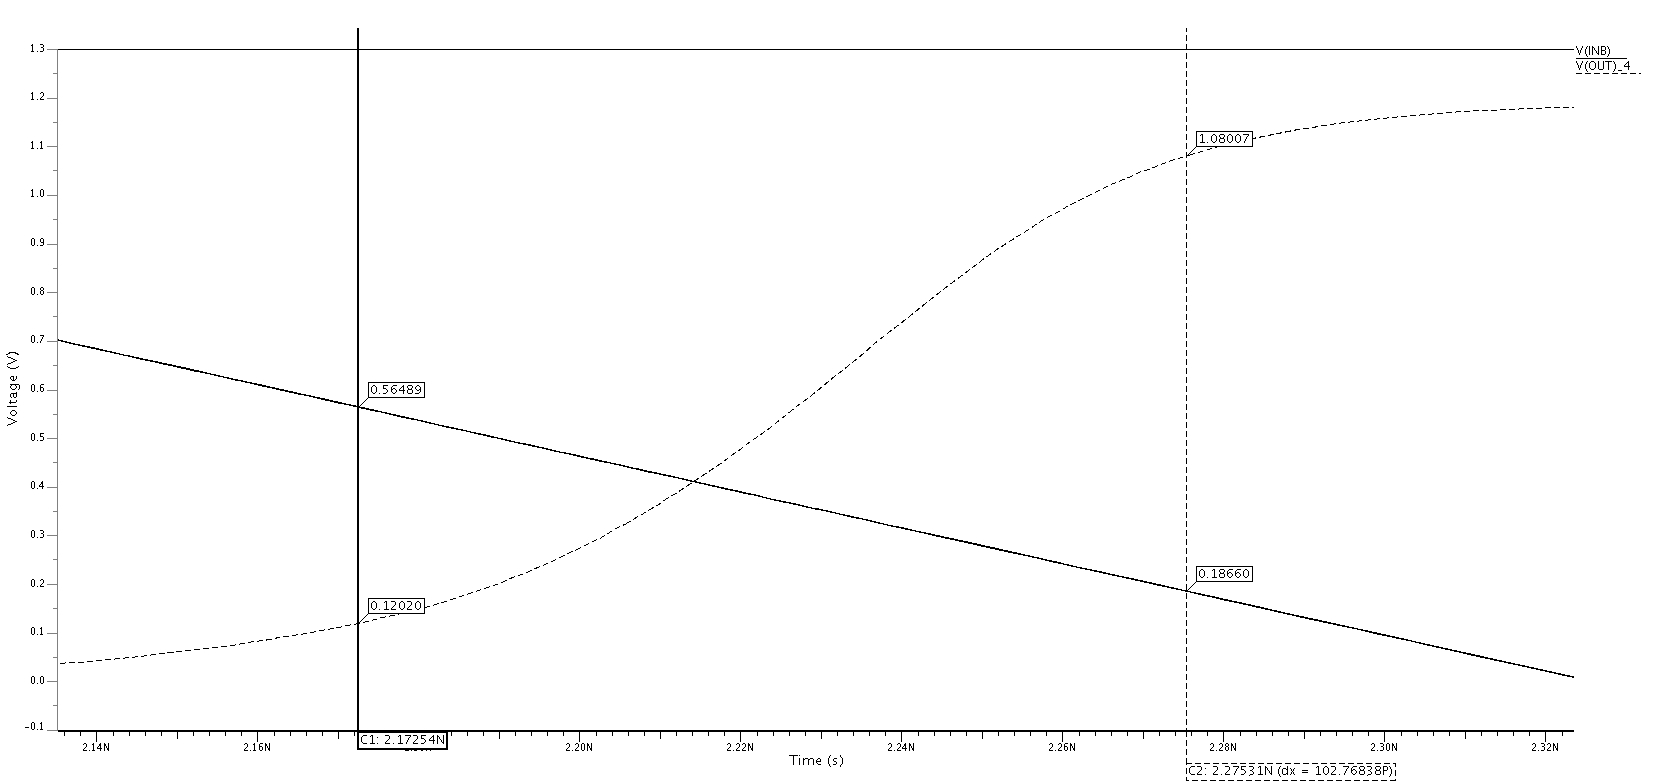 1.3
V(INB)
V(OUT)_4
1.2
1.1
1.08007
1.0
0.9
0.8
0.7
0.6
0.56489
0.5
0.4
0.3
0.2
0.18660
0.12020
0.1
0.0
-0.1
Voltage (V)
2.14N
2.16N
C1: 2.17254N
2.20N
2.22N
2.24N
2.26N
2.28N
2.30N
2.32N
Time (s)
C2: 2.27531N (dx = 102.76838P)